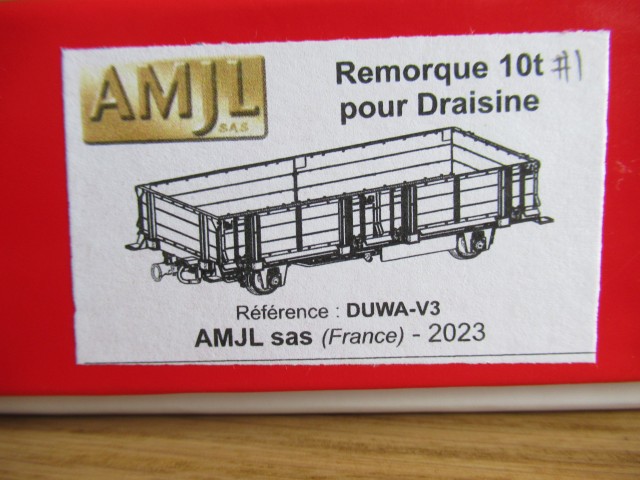 AMJL
SAS
Remorque 10t #1
pour Draisine
Référence : DUWA-V3
AMJL sas (France) - 2023